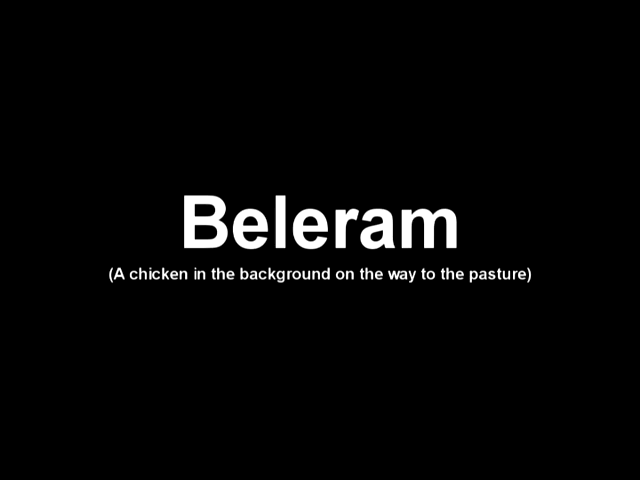 Beleram
(A chicken in the background on the way to the pasture)